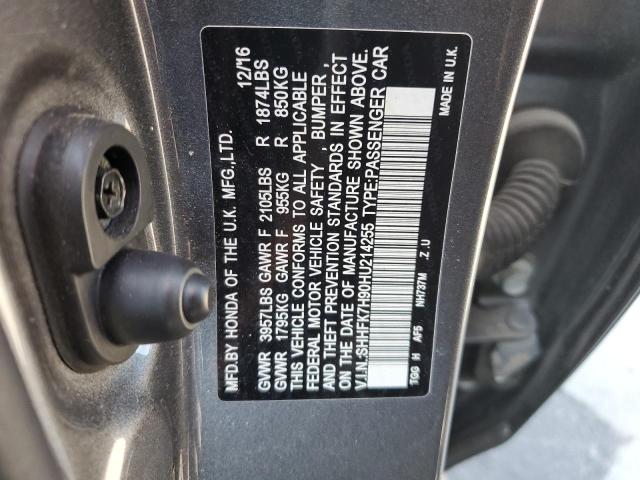 MFD.BY HONDA OF THE U.K. MFG.,LTD. 12/16
GVWR 3957LBS GAWR F 2105LBS R 1874LBS
GVWR 1795KG GAWR F 955KG R 850KG
THIS VEHICLE CONFORMS TO ALL APPLICABLE
FEDERAL MOTOR VEHICLE SAFETY , BUMPER ,
AND THEFT PREVENTION STANDARDS IN EFFECT
ON THE DATE OF MANUFACTURE SHOWN ABOVE.
V.I.N.:SHHFK7H90HU214255 TYPE:PASSENGER CAR
TGG H AF5 NH737M .Z .U MADE IN U.K.